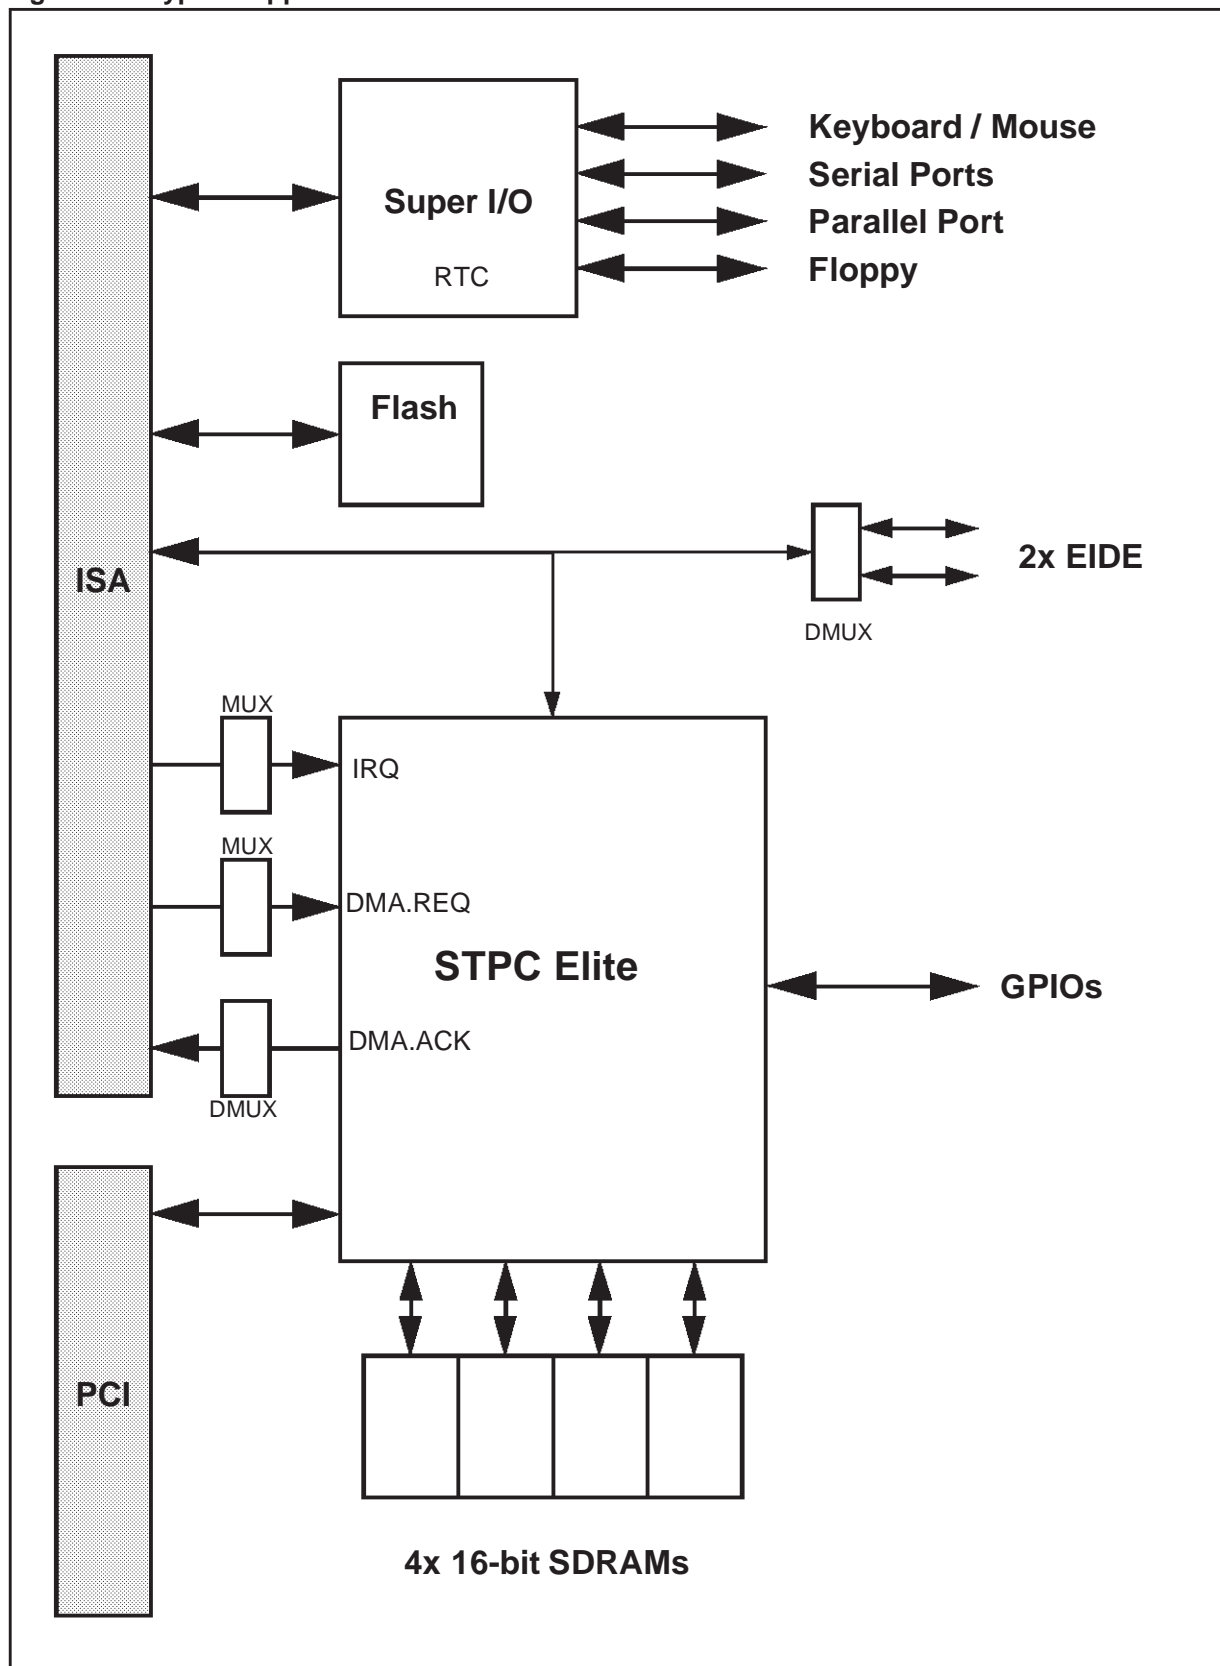 Keyboard / Mouse
Serial Ports
Super I/O
Parallel Port
RTC
Floppy
Flash
2x EIDE
ISA
DMUX
MUX
IRQ
MUX
DMA.REQ
STPC Elite
GPIOs
DMA.ACK
DMUX
PCI
4x 16-bit SDRAMs